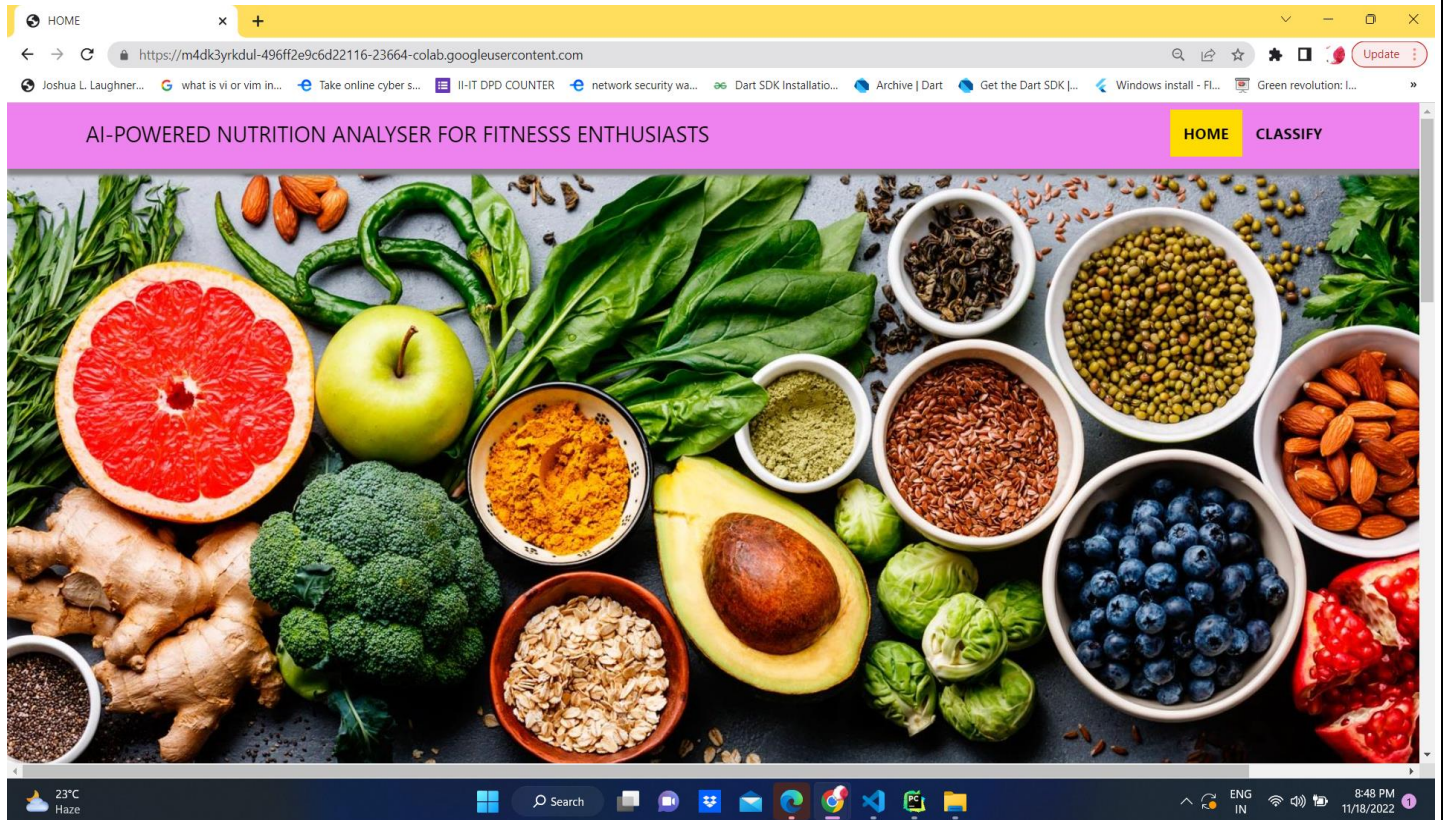 HOME
https://m4dk3yrkdul-496ff2e9c6d22116-23664-colab.googleusercontent.com
Update
Joshua L. Laughner... what is vi or vim in... Take online cyber s... II-IT DPD COUNTER network security wa... Dart SDK Installatio... Archive | Dart Get the Dart SDK |... Windows install - Fl... Green revolution: I... »
AI-POWERED NUTRITION ANALYSER FOR FITNESSS ENTHUSIASTS HOME CLASSIFY
23°C
Haze
Search
PC
ENG
IN
8:48 PM
11/18/2022
1